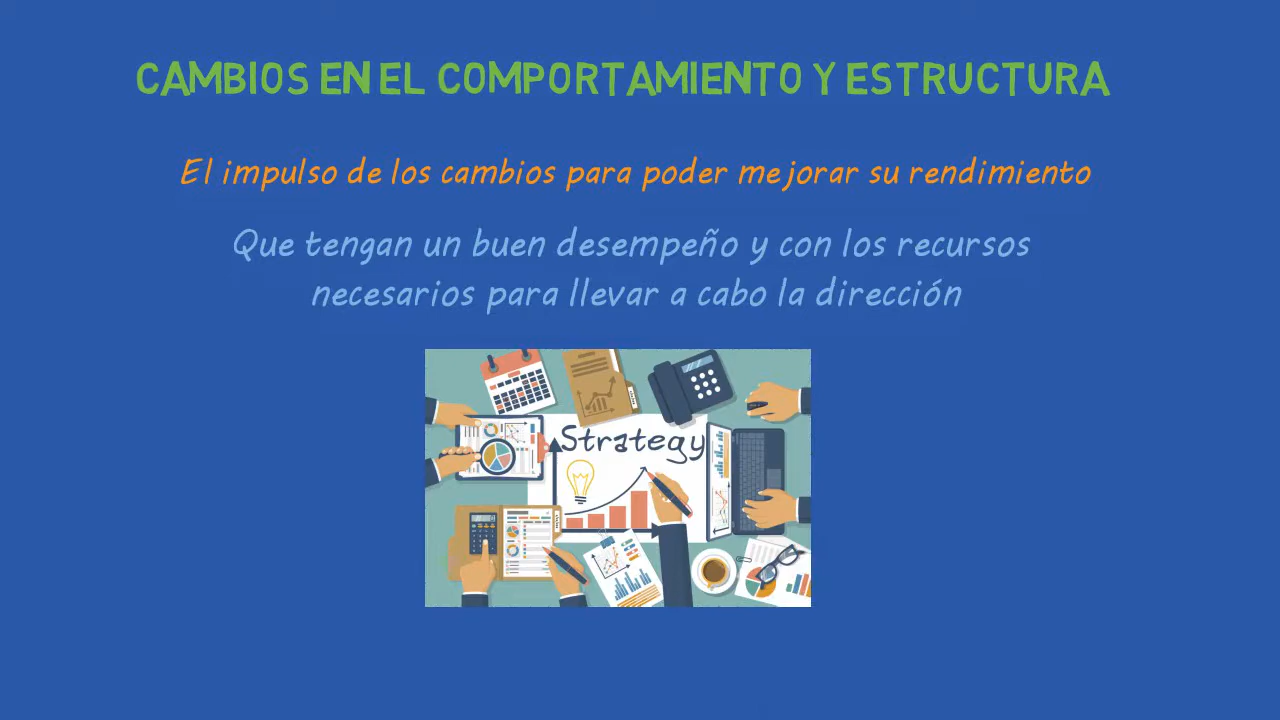 CAMBIOS EN EL COMPORTAMIENTO Y ESTRUCTURA
El impulso de los cambios para poder mejorar su rendimiento
Que tengan un buen desempeño y con los recursos
necesarios para llevar a cabo la dirección
Strategy